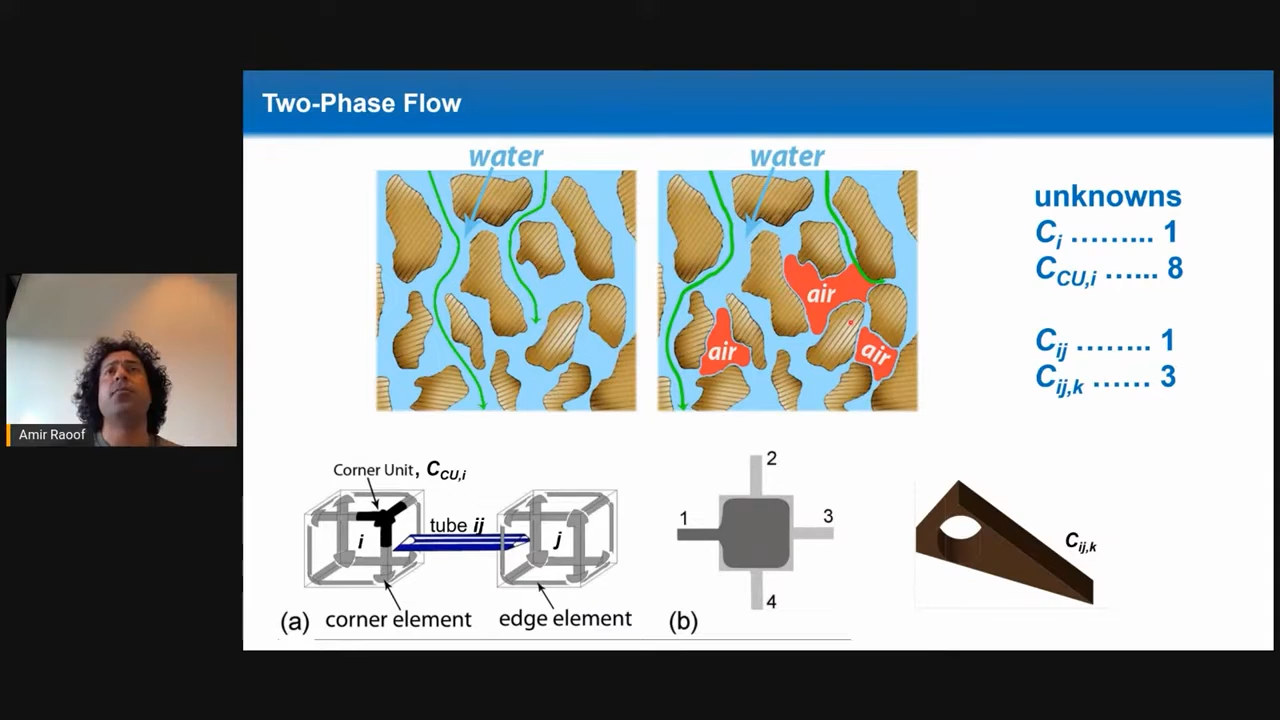 Two-Phase Flow
water
water
air
air
air
unknowns
Ci ……... 1
CCU,i …... 8
Cij …….. 1
Cij,k …… 3
Amir Raoof
Corner Unit, CCU,i
tube ij
i
j
corner element
edge element
(a)
1
2
3
4
(b)
Cij,k